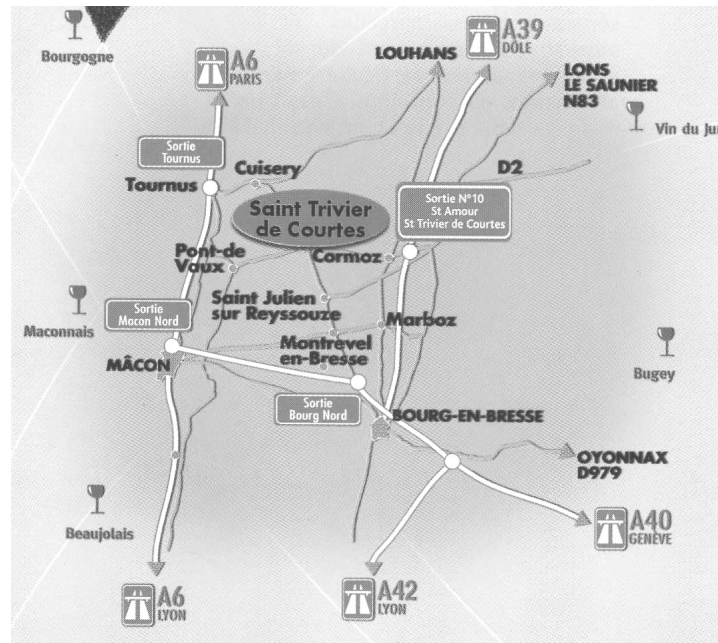 Bourgogne
A6
PARIS
LOUHANS
A39
DÔLE
LONS
LE SAUNIER
N83
Vin du Jur
Sortie
Tournus
Tournus
Cuisery
D2
Saint Trivier
de Courtes
Sortie N°10
St Amour
St Trivier de Courtes
Pont-de
Vaux
Cormoz
Saint Julien
sur Reyssouze
Maconnais
Sortie
Macon Nord
Marboz
Montrevel
en-Bresse
MÂCON
Bugey
Sortie
Bourg Nord
BOURG-EN-BRESSE
OYONNAX
D979
Beaujolais
A40
GENÈVE
A6
LYON
A42
LYON